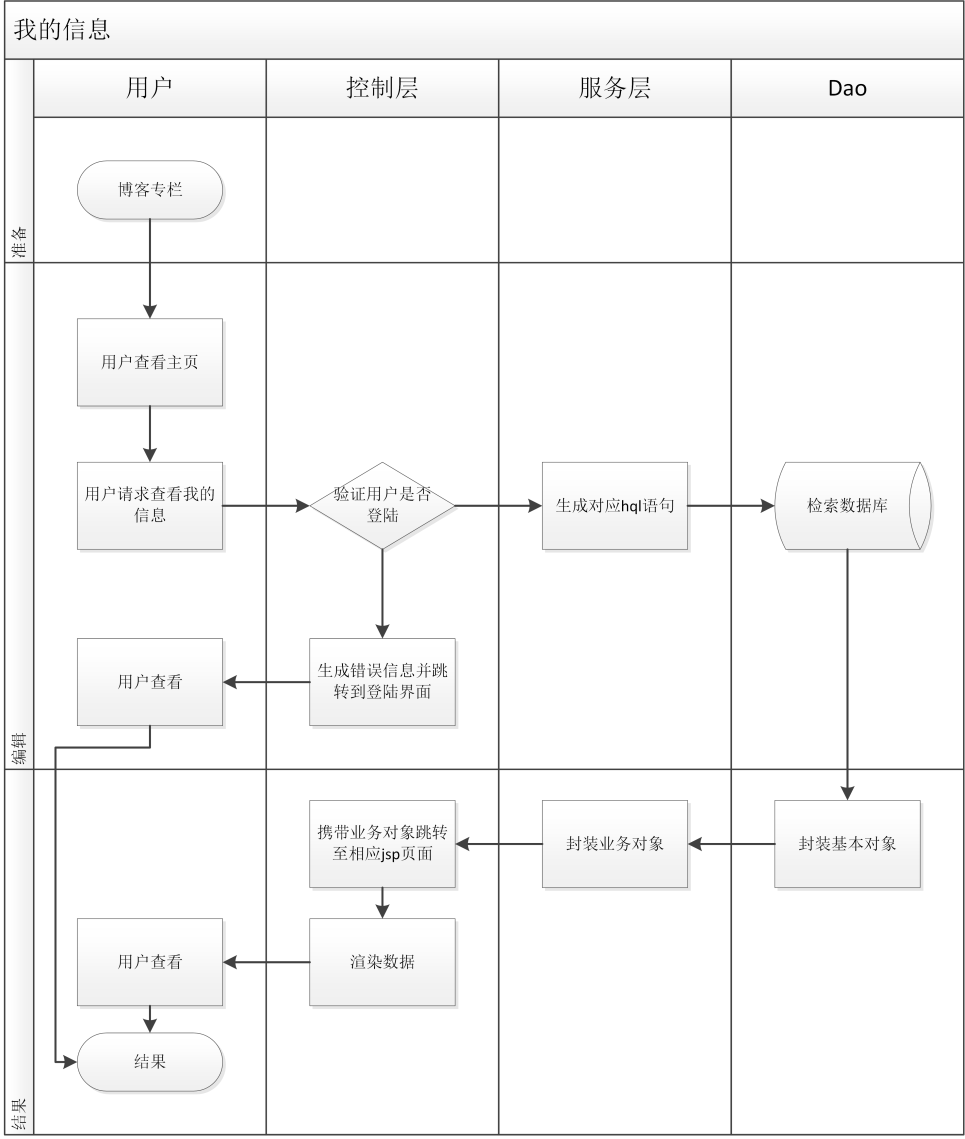 我的信息
用户
控制层
服务层
Dao
准备
博客专栏
编辑
用户查看主页
用户请求查看我的
信息
验证用户是否
登陆
生成对应hql语句
检索数据库
用户查看
生成错误信息并跳
转到登陆界面
结果
携带业务对象跳转
至相应jsp页面
封装业务对象
封装基本对象
用户查看
渲染数据
结果